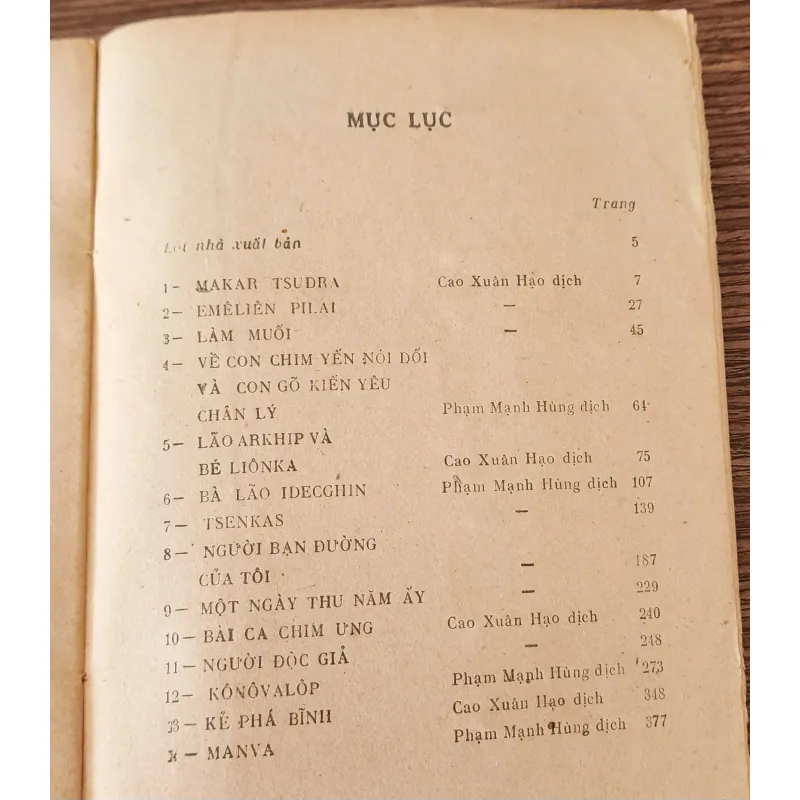 MỤC LỤC
Trang
Lời nhà xuất bản 5
1— MAKAR TSUDRA Cao Xuân Hạo dịch 7
2— EMÊLIÊN PILAI — 27
3— LÀM MUỐI — 45
4— VỀ CON CHIM YẾN NÓI DỐI
VÀ CON GÕ KIẾN YÊU
CHÂN LÝ Phạm Mạnh Hùng dịch 64
5— LÃO ARKHIP VÀ
BÉ LIÔNKA Cao Xuân Hạo dịch 75
6— BÀ LÃO IDECGHIN Phạm Mạnh Hùng dịch 107
7— TSENKAS — 139
8— NGƯỜI BẠN ĐƯỜNG
CỦA TÔI — 187
9— MỘT NGÀY THU NĂM ẤY — 229
10— BÀI CA CHIM ƯNG Cao Xuân Hạo dịch 240
11— NGƯỜI ĐỘC GIẢ — 248
12— KÔNÔVALÔP Phạm Mạnh Hùng dịch 273
13— KẺ PHÁ BĨNH Cao Xuân Hạo dịch 348
— MANVA Phạm Mạnh Hùng dịch 377